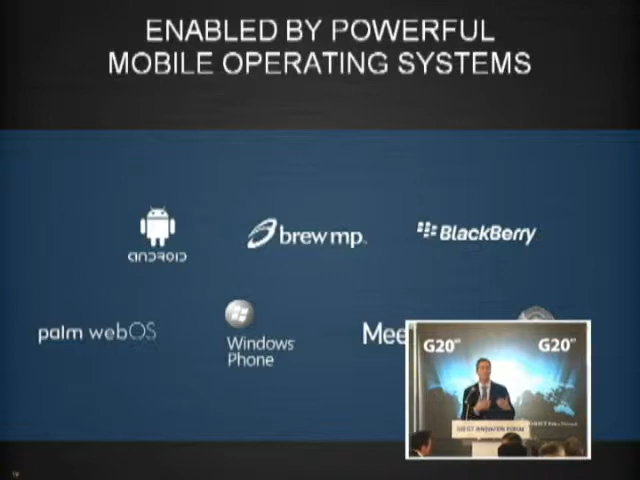 ENABLED BY POWERFUL
MOBILE OPERATING SYSTEMS
ANDROID
brew mp
BlackBerry
palm webOS
Windows
Phone
Mee
G20
G20